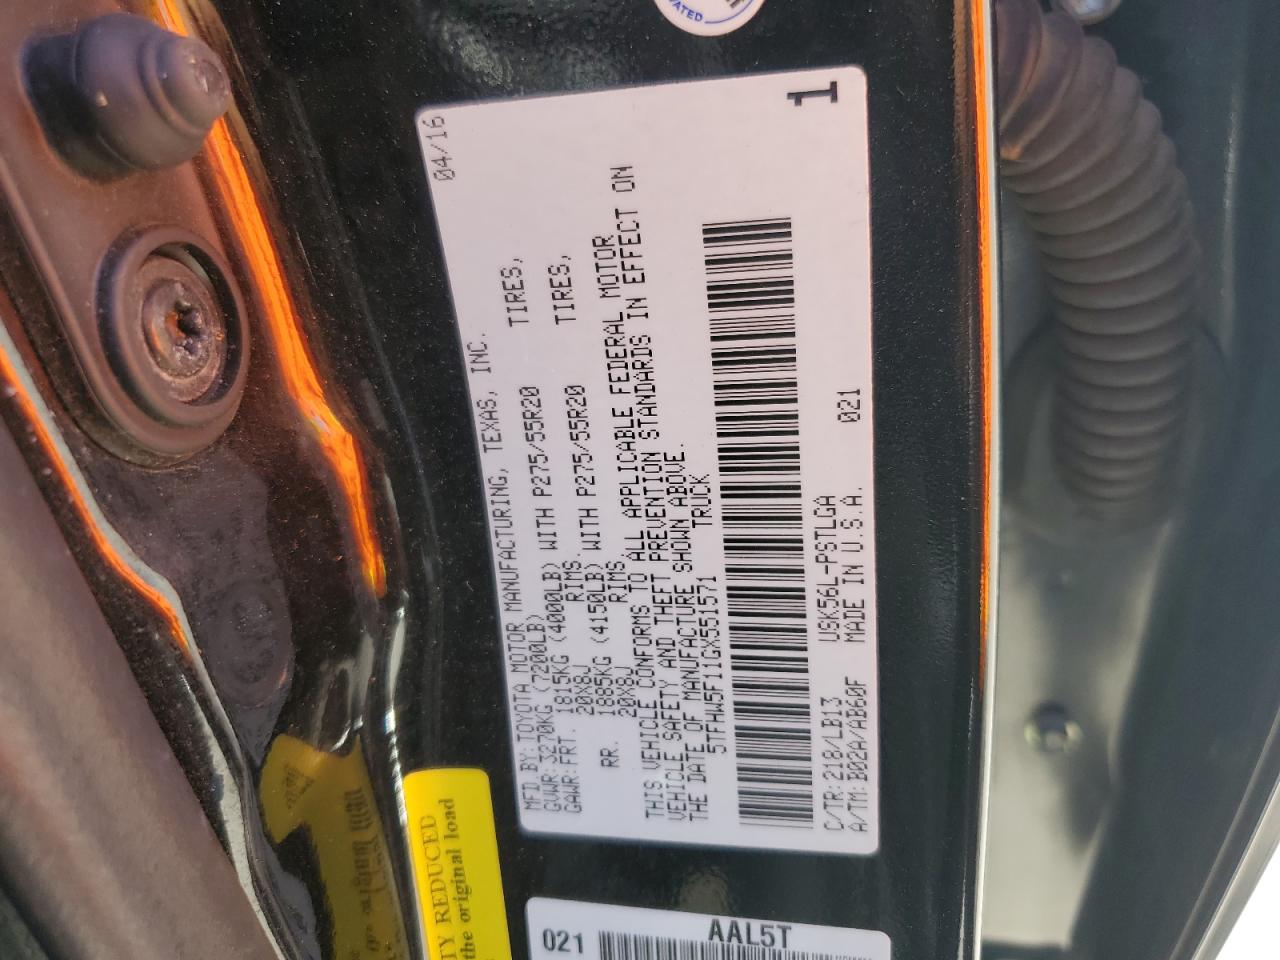 04/16
1
MFD.BY:TOYOTA MOTOR MANUFACTURING, TEXAS, INC.
GVWR:3270KG (7200LB)
GAWR:FRT. 1815KG (4000LB) WITH P275/55R20 TIRES,
20X8J RIMS.
RR. 1885KG (4150LB) WITH P275/55R20 TIRES,
20X8J RIMS.
THIS VEHICLE CONFORMS TO ALL APPLICABLE FEDERAL MOTOR
VEHICLE SAFETY AND THEFT PREVENTION STANDARDS IN EFFECT ON
THE DATE OF MANUFACTURE SHOWN ABOVE.
5TFHW5F11GX551571 TRUCK
C/TR:218/LB13 USK56L-PSTLGA 021
A/TM:B02A/AB60F MADE IN U.S.A.
TY REDUCED
the original load
021 AAL5T